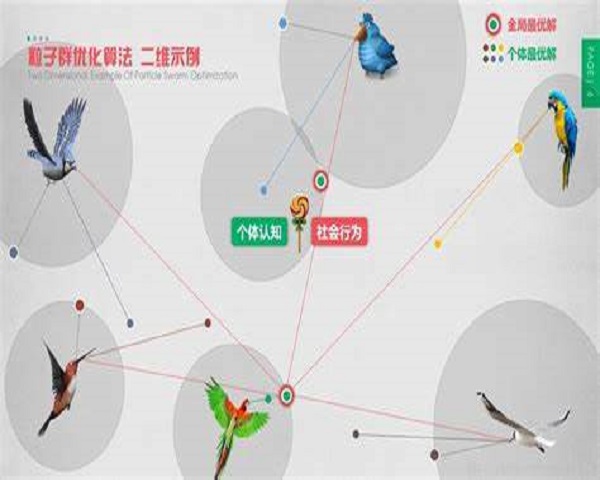 粒子群优化算法 二维示例
Two Dimensional Example Of Particle Swarm Optimization
全局最优解
个体最优解
个体认知
社会行为